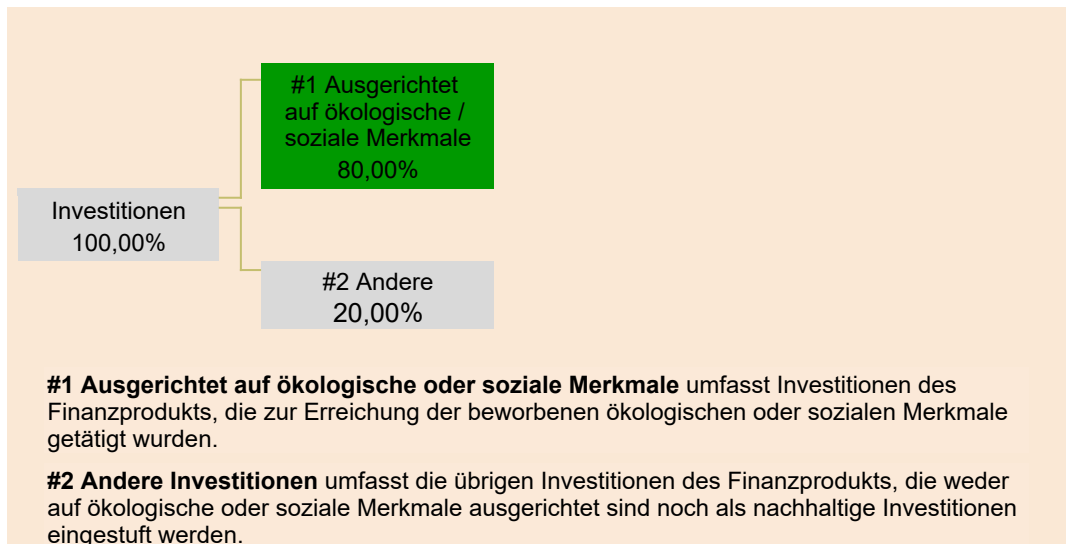 #1 Ausgerichtet
auf ökologische /
soziale Merkmale
80,00%
Investitionen
100,00%
#2 Andere
20,00%
#1 Ausgerichtet auf ökologische oder soziale Merkmale umfasst Investitionen des
Finanzprodukts, die zur Erreichung der beworbenen ökologischen oder sozialen Merkmale
getätigt wurden.
#2 Andere Investitionen umfasst die übrigen Investitionen des Finanzprodukts, die weder
auf ökologische oder soziale Merkmale ausgerichtet sind noch als nachhaltige Investitionen
eingestuft werden.